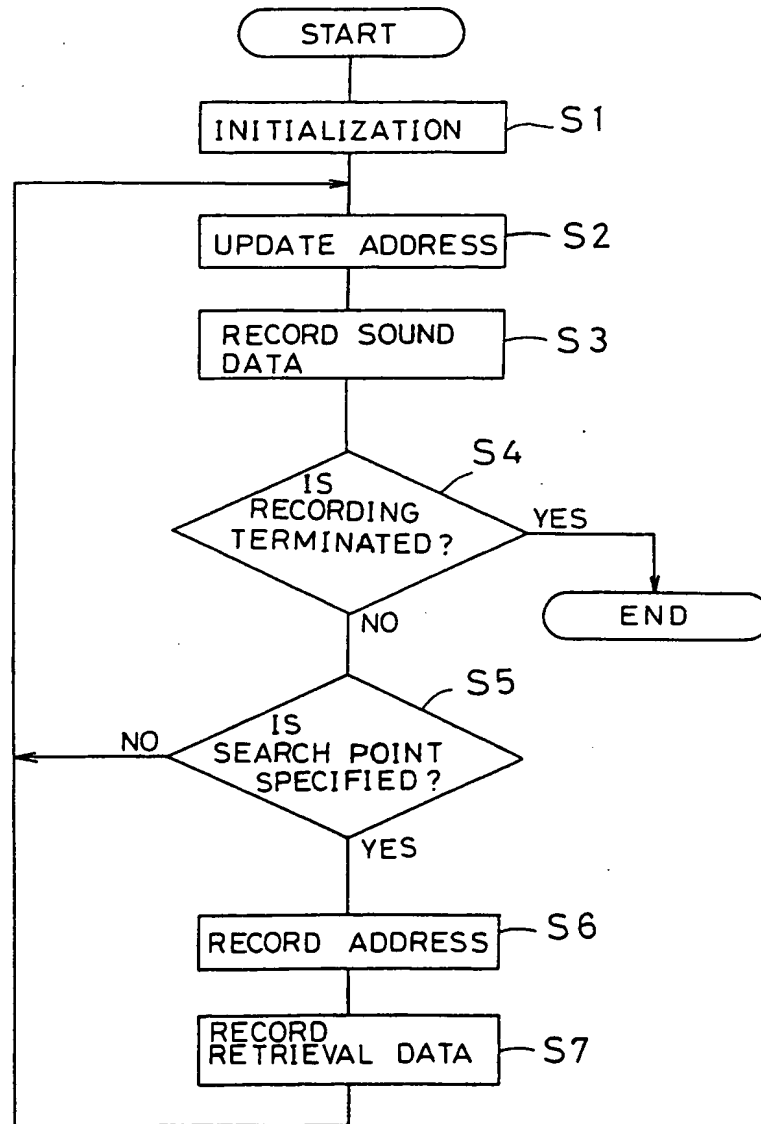 START
INITIALIZATION
S1
UPDATE ADDRESS
S2
RECORD SOUND
DATA
S3
S4
IS
RECORDING
TERMINATED?
YES
END
NO
S5
IS
SEARCH POINT
SPECIFIED?
NO
YES
RECORD ADDRESS
S6
RECORD
RETRIEVAL DATA
S7